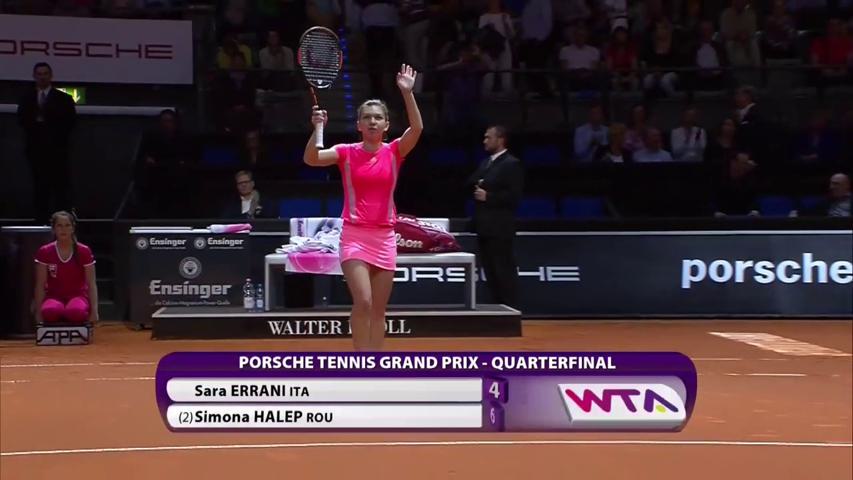 PORSCHE
Ensinger Ensinger
Ensinger
Wilson
PORSCHE
porsche
APA
PORSCHE TENNIS GRAND PRIX - QUARTERFINAL
Sara ERRANI ITA 4
(2) Simona HALEP ROU 6
WTA